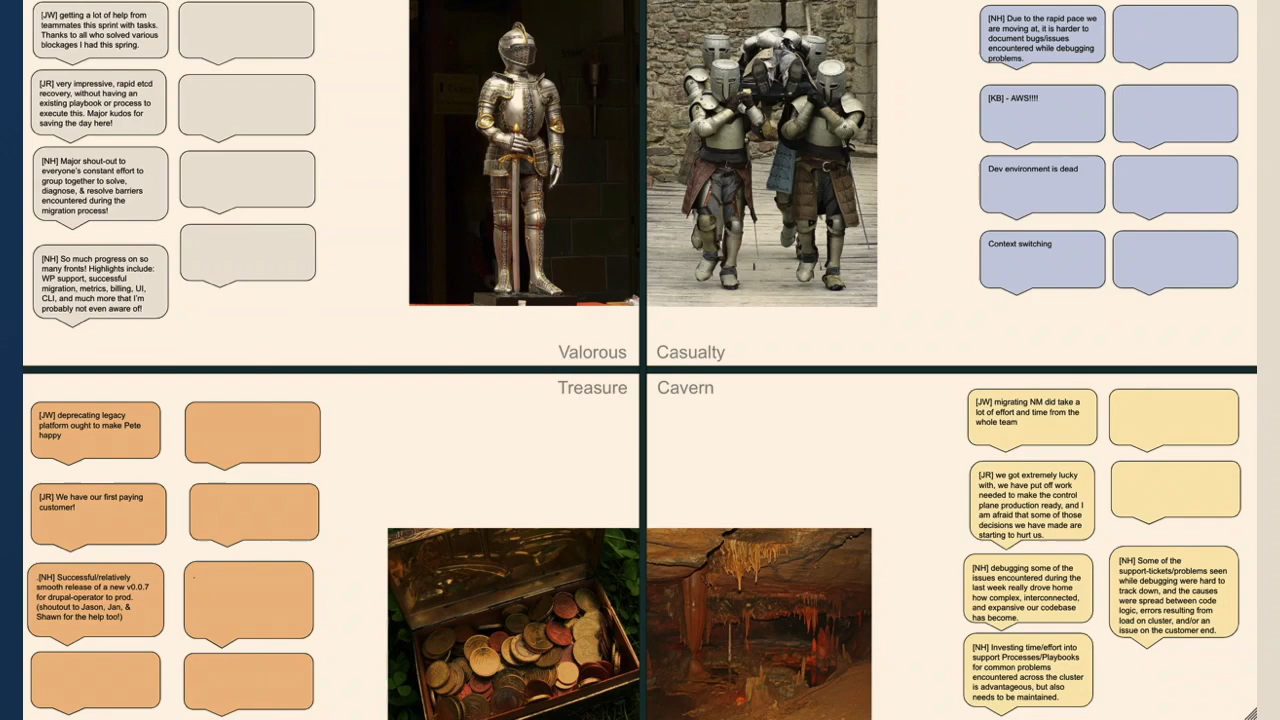 [JW] getting a lot of help from
teammates this sprint with tasks.
Thanks to all who solved various
blockages I had this spring.
[JR] very impressive, rapid etcd
recovery, without having an
existing playbook or process to
execute this. Major kudos for
saving the day here!
[NH] Major shout-out to
everyone's constant effort to
group together to solve,
diagnose, & resolve barriers
encountered during the
migration process!
[NH] So much progress on so
many fronts! Highlights include:
WP support, successful
migration, metrics, billing, UI,
CLI, and much more that I'm
probably not even aware of!
Valorous
[NH] Due to the rapid pace we
are moving at, it is harder to
document bugs/issues
encountered while debugging
problems.
[KB] - AWS!!!!
Dev environment is dead
Context switching
Casualty
Treasure
[JW] deprecating legacy
platform ought to make Pete
happy
[JR] We have our first paying
customer!
.[NH] Successful/relatively
smooth release of a new v0.0.7
for drupal-operator to prod.
(shoutout to Jason, Jan, &
Shawn for the help too!)
.
Cavern
[JW] migrating NM did take a
lot of effort and time from the
whole team
[JR] we got extremely lucky
with, we have put off work
needed to make the control
plane production ready, and I
am afraid that some of those
decisions we have made are
starting to hurt us.
[NH] debugging some of the
issues encountered during the
last week really drove home
how complex, interconnected,
and expansive our codebase
has become.
[NH] Some of the
support-tickets/problems seen
while debugging were hard to
track down, and the causes
were spread between code
logic, errors resulting from
load on cluster, and/or an
issue on the customer end.
[NH] Investing time/effort into
support Processes/Playbooks
for common problems
encountered across the cluster
is advantageous, but also
needs to be maintained.